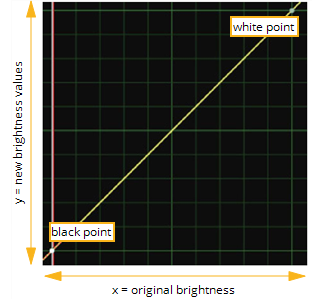 white point
y = new brightness values
black point
x = original brightness